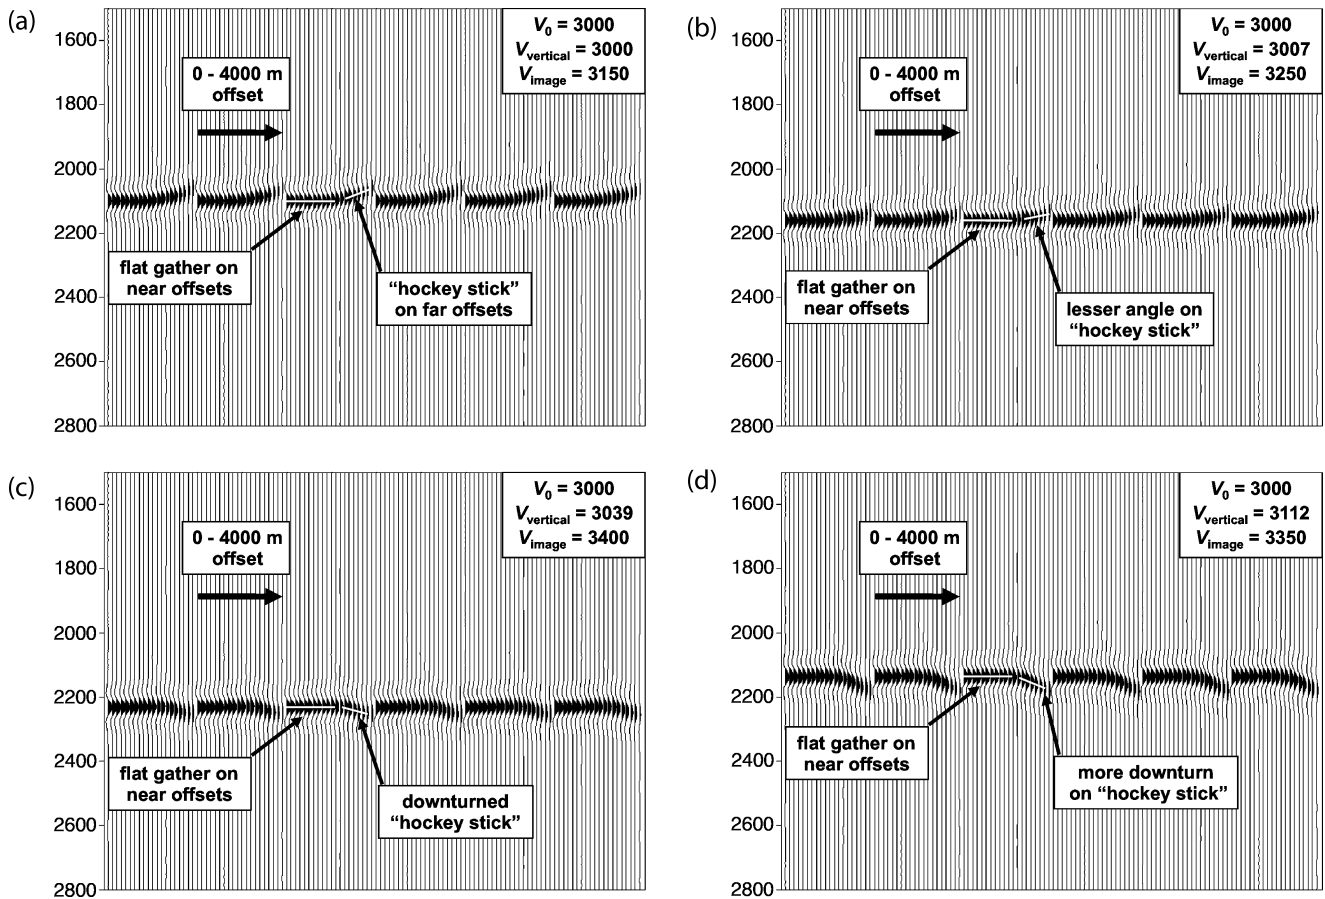 (a)
V0 = 3000
Vvertical = 3000
Vimage = 3150
0 - 4000 m
offset
1600
1800
2000
2200
2400
2600
2800
flat gather on
near offsets
“hockey stick”
on far offsets
(b)
V0 = 3000
Vvertical = 3007
Vimage = 3250
0 - 4000 m
offset
1600
1800
2000
2200
2400
2600
2800
flat gather on
near offsets
lesser angle on
“hockey stick”
(c)
V0 = 3000
Vvertical = 3039
Vimage = 3400
0 - 4000 m
offset
1600
1800
2000
2200
2400
2600
2800
flat gather on
near offsets
downturned
“hockey stick”
(d)
V0 = 3000
Vvertical = 3112
Vimage = 3350
0 - 4000 m
offset
1600
1800
2000
2200
2400
2600
2800
flat gather on
near offsets
more downturn
on “hockey stick”